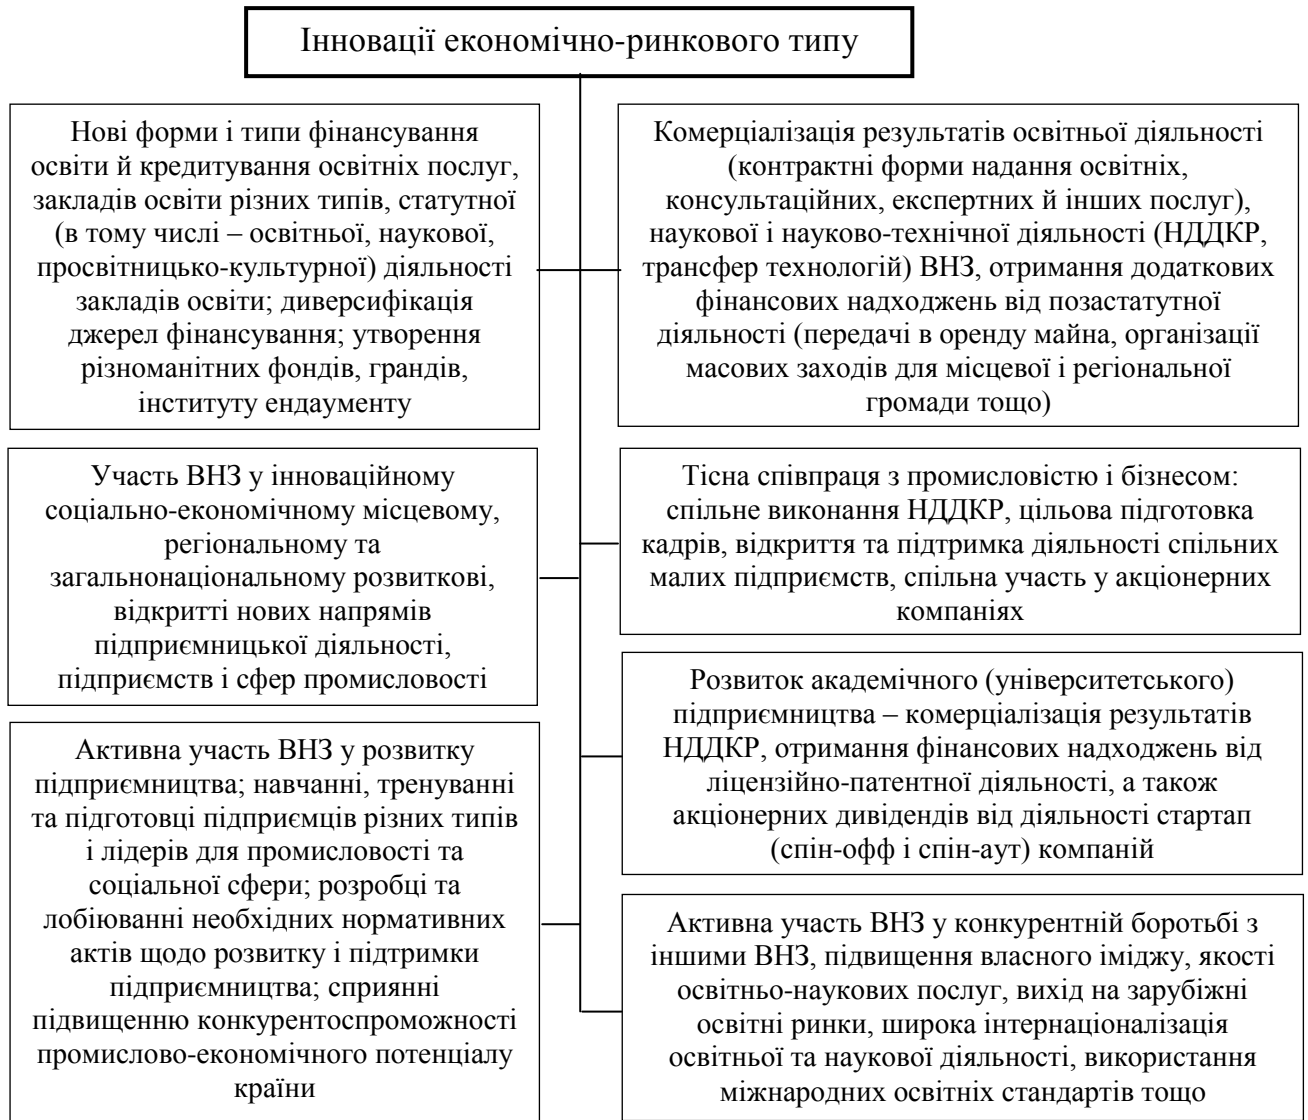 Інновації економічно-ринкового типу
Нові форми і типи фінансування
освіти й кредитування освітніх послуг,
закладів освіти різних типів, статутної
(в тому числі – освітньої, наукової,
просвітницько-культурної) діяльності
закладів освіти; диверсифікація
джерел фінансування; утворення
різноманітних фондів, грандів,
інституту ендаументу
Комерціалізація результатів освітньої діяльності
(контрактні форми надання освітніх,
консультаційних, експертних й інших послуг),
наукової і науково-технічної діяльності (НДДКР,
трансфер технологій) ВНЗ, отримання додаткових
фінансових надходжень від позастатутної
діяльності (передачі в оренду майна, організації
масових заходів для місцевої і регіональної
громади тощо)
Участь ВНЗ у інноваційному
соціально-економічному місцевому,
регіональному та
загальнонаціональному розвиткові,
відкритті нових напрямів
підприємницької діяльності,
підприємств і сфер промисловості
Тісна співпраця з промисловістю і бізнесом:
спільне виконання НДДКР, цільова підготовка
кадрів, відкриття та підтримка діяльності спільних
малих підприємств, спільна участь у акціонерних
компаніях
Розвиток академічного (університетського)
підприємництва – комерціалізація результатів
НДДКР, отримання фінансових надходжень від
ліцензійно-патентної діяльності, а також
акціонерних дивідендів від діяльності стартап
(спін-офф і спін-аут) компаній
Активна участь ВНЗ у розвитку
підприємництва; навчанні, тренуванні
та підготовці підприємців різних типів
і лідерів для промисловості та
соціальної сфери; розробці та
лобіюванні необхідних нормативних
актів щодо розвитку і підтримки
підприємництва; сприянні
підвищенню конкурентоспроможності
промислово-економічного потенціалу
країни
Активна участь ВНЗ у конкурентній боротьбі з
іншими ВНЗ, підвищення власного іміджу, якості
освітньо-наукових послуг, вихід на зарубіжні
освітні ринки, широка інтернаціоналізація
освітньої та наукової діяльності, використання
міжнародних освітніх стандартів тощо